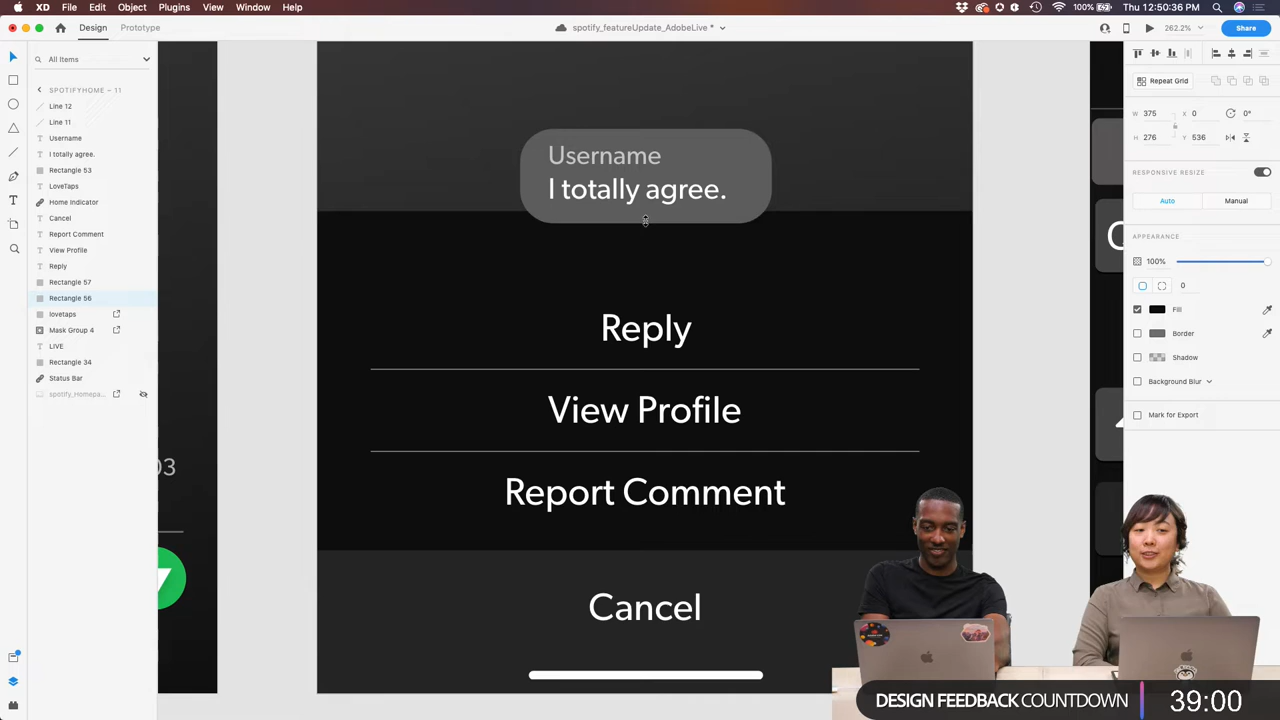 XD File Edit Object Plugins View Window Help
100% Thu Jul 16 12:50:36 PM
Design Prototype
spotify_featureUpdate_AdobeLive *
262.2%
Share
All Items
SPOTIFYHOME – 11
Line 12
Line 11
Username
I totally agree.
Rectangle 53
LoveTaps
Home Indicator
Cancel
Report Comment
View Profile
Reply
Rectangle 57
Rectangle 56
lovetaps
Mask Group 4
LIVE
Rectangle 34
Status Bar
spotify_Homepa...
03
Username
I totally agree.
Reply
View Profile
Report Comment
Cancel
Repeat Grid
W 375 X 0 0°
H 276 Y 536
RESPONSIVE RESIZE
Auto Manual
APPEARANCE
100%
0
Fill
Border
Shadow
Background Blur
Mark for Export
DESIGN FEEDBACK COUNTDOWN 39:00